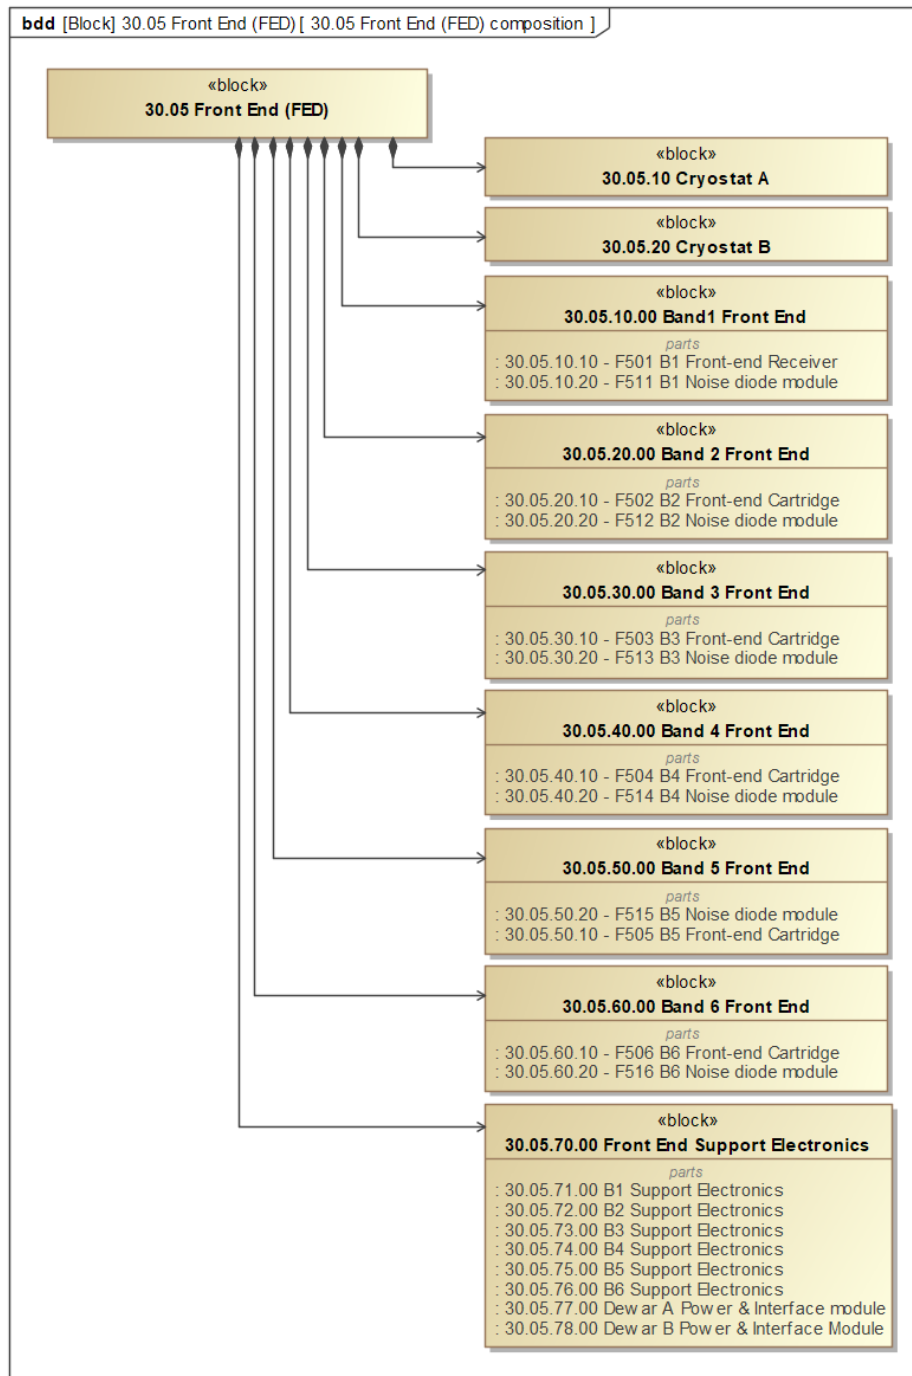 bdd [Block] 30.05 Front End (FED) [ 30.05 Front End (FED) composition ]
«block»
30.05 Front End (FED)
«block»
30.05.10 Cryostat A
«block»
30.05.20 Cryostat B
«block»
30.05.10.00 Band1 Front End
parts
: 30.05.10.10 - F501 B1 Front-end Receiver
: 30.05.10.20 - F511 B1 Noise diode module
«block»
30.05.20.00 Band 2 Front End
parts
: 30.05.20.10 - F502 B2 Front-end Cartridge
: 30.05.20.20 - F512 B2 Noise diode module
«block»
30.05.30.00 Band 3 Front End
parts
: 30.05.30.10 - F503 B3 Front-end Cartridge
: 30.05.30.20 - F513 B3 Noise diode module
«block»
30.05.40.00 Band 4 Front End
parts
: 30.05.40.10 - F504 B4 Front-end Cartridge
: 30.05.40.20 - F514 B4 Noise diode module
«block»
30.05.50.00 Band 5 Front End
parts
: 30.05.50.20 - F515 B5 Noise diode module
: 30.05.50.10 - F505 B5 Front-end Cartridge
«block»
30.05.60.00 Band 6 Front End
parts
: 30.05.60.10 - F506 B6 Front-end Cartridge
: 30.05.60.20 - F516 B6 Noise diode module
«block»
30.05.70.00 Front End Support Electronics
parts
: 30.05.71.00 B1 Support Electronics
: 30.05.72.00 B2 Support Electronics
: 30.05.73.00 B3 Support Electronics
: 30.05.74.00 B4 Support Electronics
: 30.05.75.00 B5 Support Electronics
: 30.05.76.00 B6 Support Electronics
: 30.05.77.00 Dewar A Power & Interface module
: 30.05.78.00 Dewar B Power & Interface Module